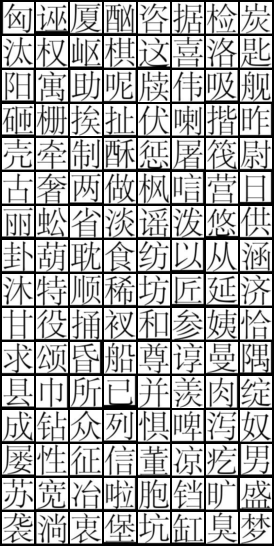 匈诬厦酗咨据检炭
汰权岖棋这喜洛匙
阳寓助呢牍伟吸舰
砸栅挨扯伏喇揩昨
壳牵制酥惩屠筏尉
古奢两做枫唁营日
丽蚣省淡谣泼悠供
卦葫耽食纺以从涵
沐特顺稀坊匠延济
甘役捅衩和参姨恰
求颂昏船尊谆曼隅
县巾所已并羡肉绽
成钻众列惧啤泻奴
屡性征信董凉疙男
苏宽冶啦胞铛旷盛
袭淌衷堡坑缸臭梦